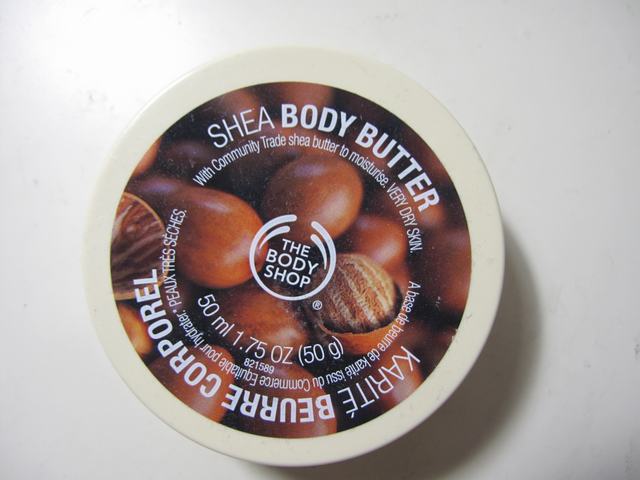 SHEA BODY BUTTER
With Community Trade shea butter to moisturise. VERY DRY SKIN.
THE
BODY
SHOP
®
50 ml 1.75 OZ (50 g)
821589
KARITÉ BEURRE CORPOREL
A base de beurre de karité issu du Commerce Equitable pour hydrater. PEAUX TRÈS SÈCHES.